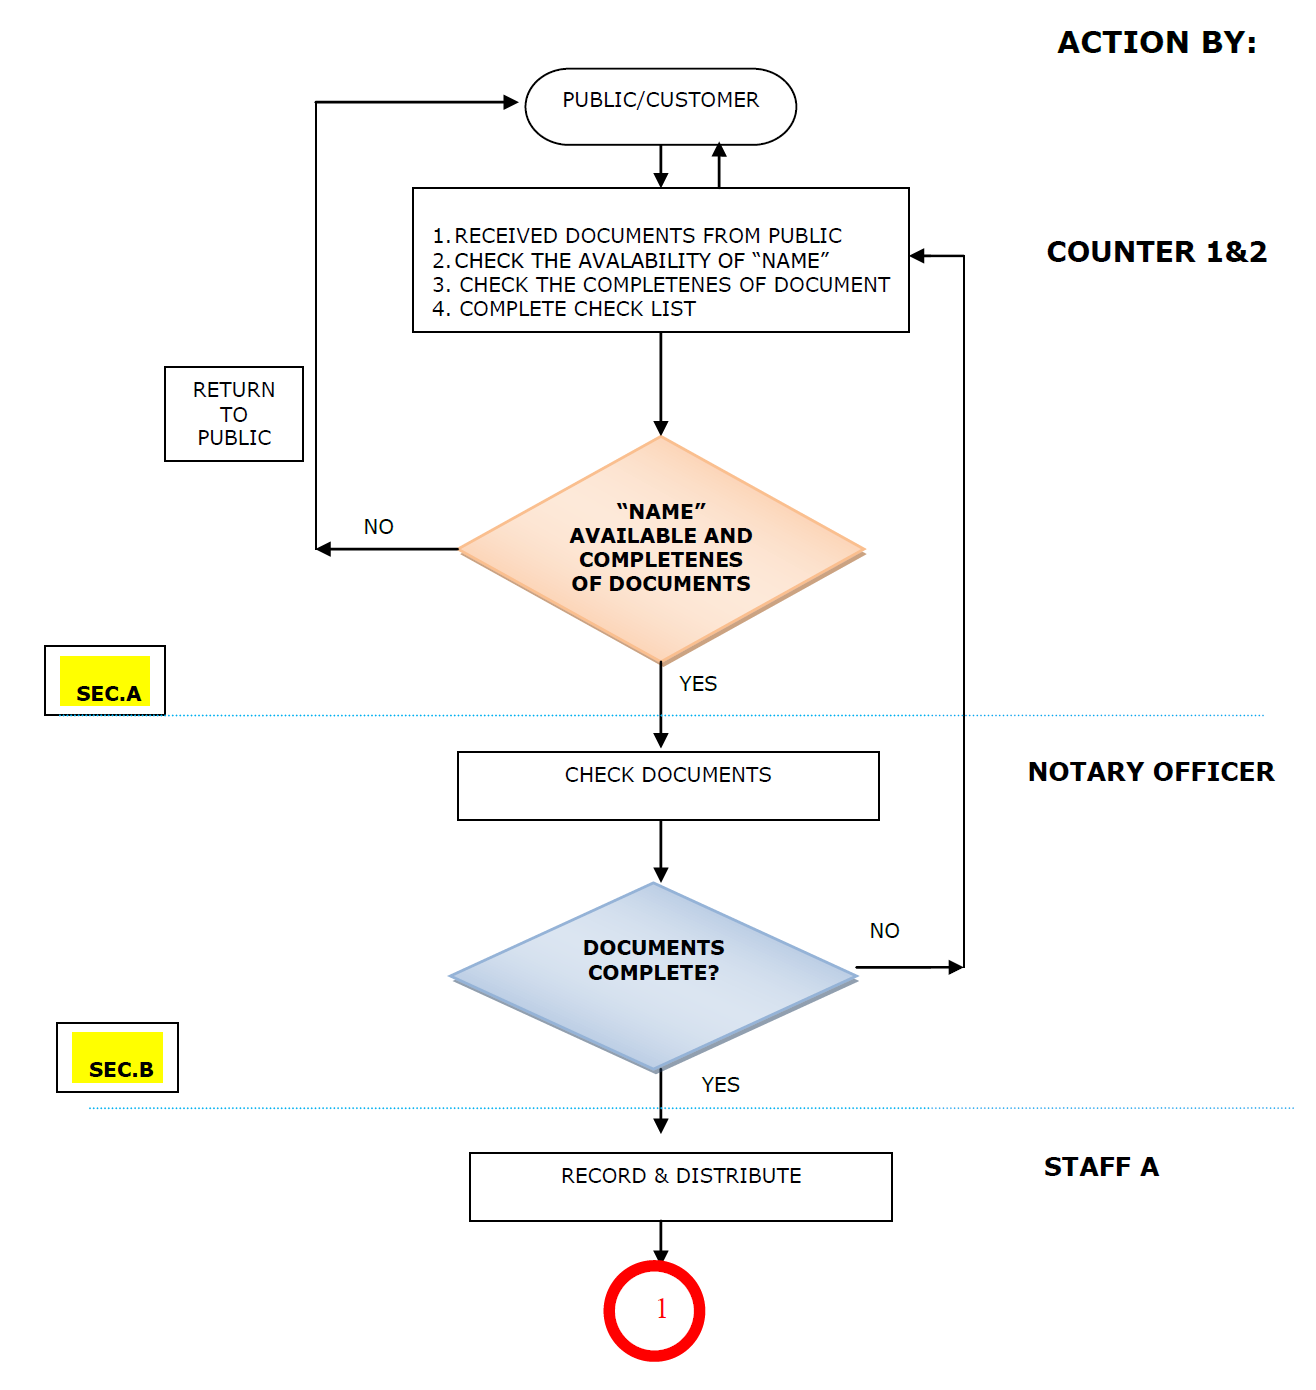 ACTION BY:
PUBLIC/CUSTOMER
1. RECEIVED DOCUMENTS FROM PUBLIC
2. CHECK THE AVALABILITY OF “NAME”
3. CHECK THE COMPLETENES OF DOCUMENT
4. COMPLETE CHECK LIST
COUNTER 1&2
RETURN
TO
PUBLIC
“NAME”
AVAILABLE AND
COMPLETENES
OF DOCUMENTS
NO
SEC.A
YES
CHECK DOCUMENTS
NOTARY OFFICER
DOCUMENTS
COMPLETE?
NO
SEC.B
YES
RECORD & DISTRIBUTE
STAFF A
1